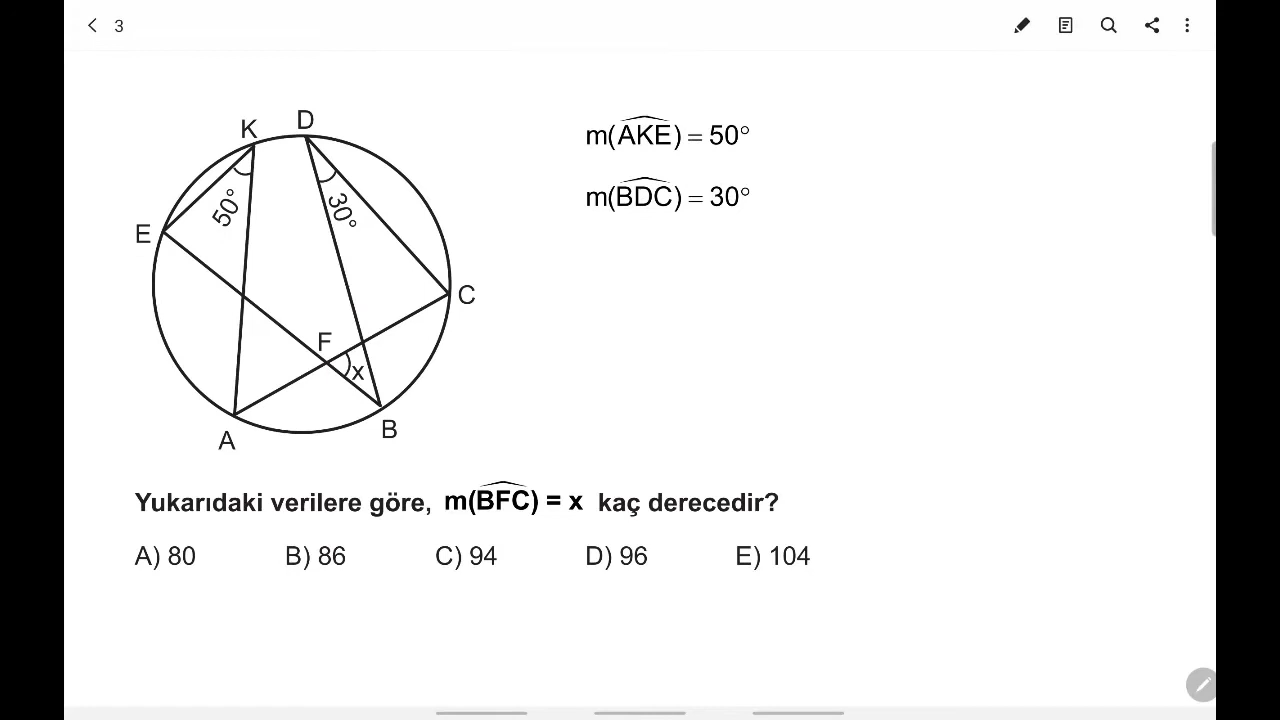 3
K D
m(AKE) = 50°
50°
30°
m(BDC) = 30°
E
C
F
x
A
B
Yukarıdaki verilere göre, m(BFC) = x kaç derecedir?
A) 80 B) 86 C) 94 D) 96 E) 104